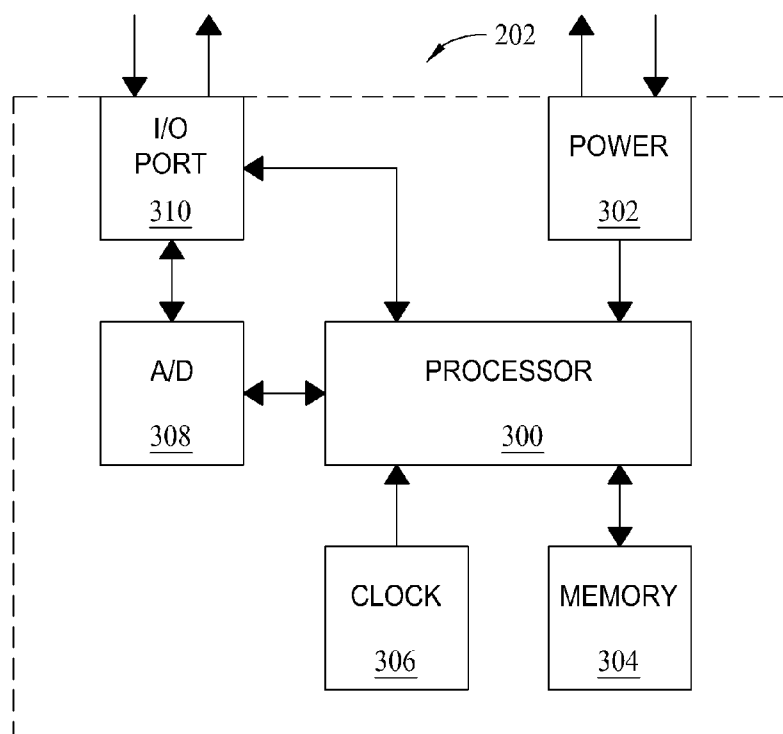 202
I/O
PORT
310
POWER
302
A/D
308
PROCESSOR
300
CLOCK
306
MEMORY
304